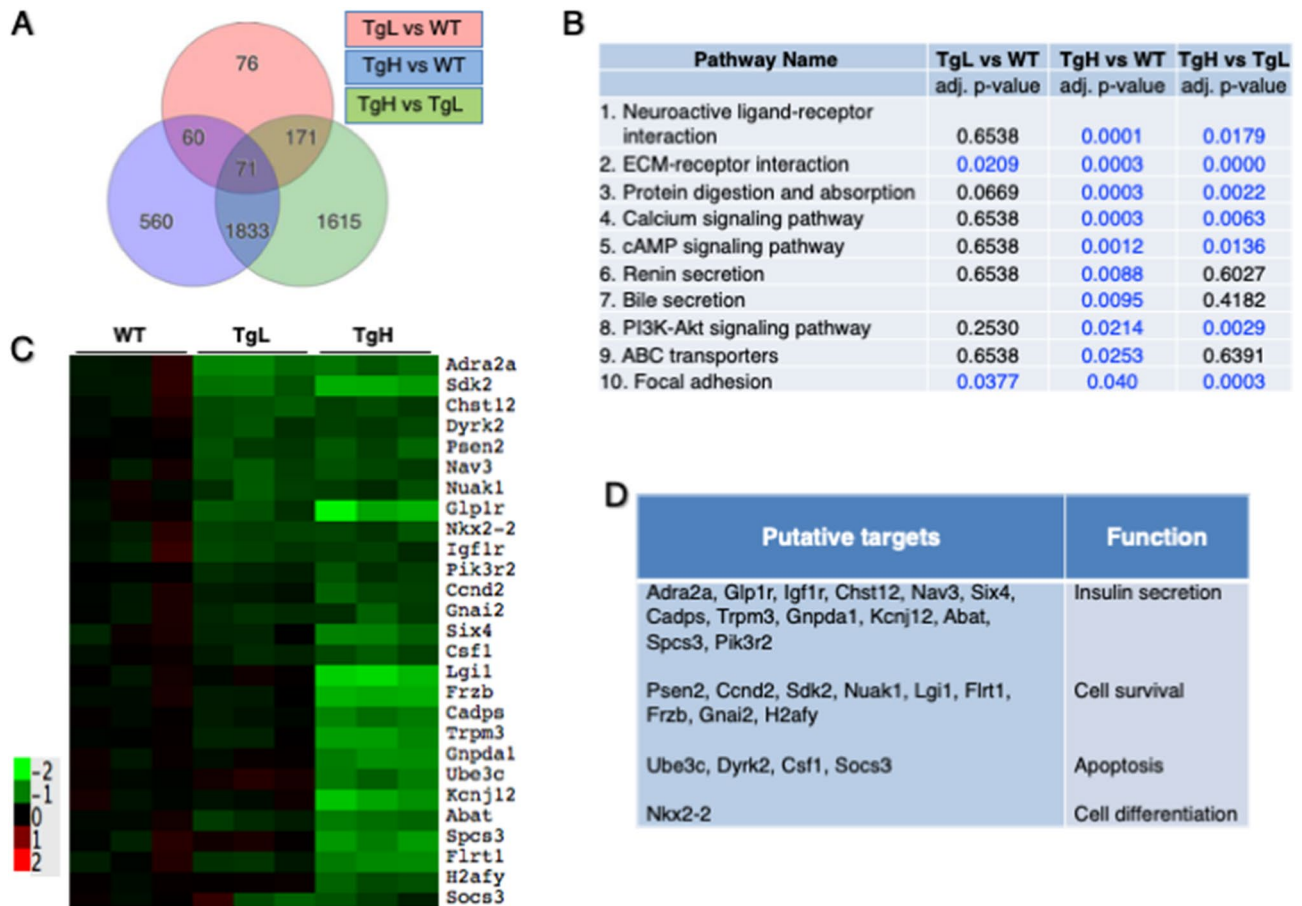 A
TgL vs WT
TgH vs WT
TgH vs TgL
76
60
171
71
560
1833
1615
B
Pathway Name TgL vs WT TgH vs WT TgH vs TgL
adj. p-value adj. p-value adj. p-value
1. Neuroactive ligand-receptor
interaction 0.6538 0.0001 0.0179
2. ECM-receptor interaction 0.0209 0.0003 0.0000
3. Protein digestion and absorption 0.0669 0.0003 0.0022
4. Calcium signaling pathway 0.6538 0.0003 0.0063
5. cAMP signaling pathway 0.6538 0.0012 0.0136
6. Renin secretion 0.6538 0.0088 0.6027
7. Bile secretion 0.0095 0.4182
8. PI3K-Akt signaling pathway 0.2530 0.0214 0.0029
9. ABC transporters 0.6538 0.0253 0.6391
10. Focal adhesion 0.0377 0.040 0.0003
C
WT TgL TgH
Adra2a
Sdk2
Chst12
Dyrk2
Psen2
Nav3
Nuak1
Glp1r
Nkx2-2
Igf1r
Pik3r2
Ccnd2
Gnai2
Six4
Csf1
Lgi1
Frzb
Cadps
Trpm3
Gnpda1
Ube3c
Kcnj12
Abat
Spcs3
Flrt1
H2afy
Socs3
-2
-1
0
1
2
D
Putative targets Function
Adra2a, Glp1r, Igf1r, Chst12, Nav3, Six4, Insulin secretion
Cadps, Trpm3, Gnpda1, Kcnj12, Abat,
Spcs3, Pik3r2
Psen2, Ccnd2, Sdk2, Nuak1, Lgi1, Flrt1, Cell survival
Frzb, Gnai2, H2afy
Ube3c, Dyrk2, Csf1, Socs3 Apoptosis
Nkx2-2 Cell differentiation